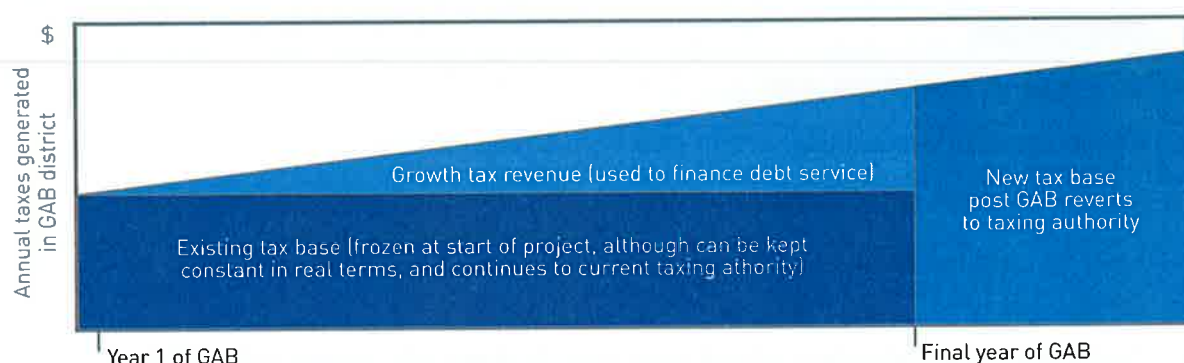 $
Annual taxes generated
in GAB district
Growth tax revenue (used to finance debt service)
Existing tax base (frozen at start of project, although can be kept
constant in real terms, and continues to current taxing athority)
New tax base
post GAB reverts
to taxing authority
Year 1 of GAB
Final year of GAB